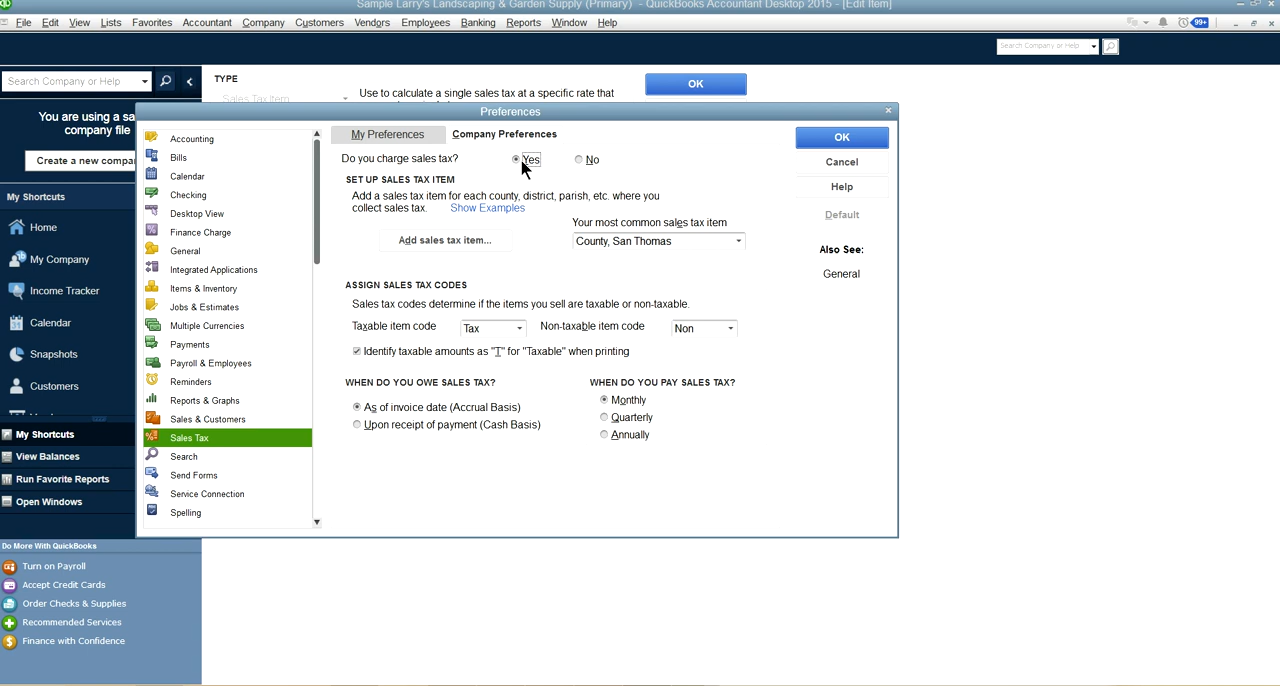 Sample Larry's Landscaping & Garden Supply (Primary) - QuickBooks Accountant Desktop 2015 - [Edit Item]
File Edit View Lists Favorites Accountant Company Customers Vendors Employees Banking Reports Window Help
99+
Search Company or Help
Search Company or Help
TYPE
OK
Use to calculate a single sales tax at a specific rate that
Sales Tax Item
You are using a sa
company file
Create a new compa
My Shortcuts
Home
My Company
Income Tracker
Calendar
Snapshots
Customers
My Shortcuts
View Balances
Run Favorite Reports
Open Windows
Do More With QuickBooks
Turn on Payroll
Accept Credit Cards
Order Checks & Supplies
Recommended Services
Finance with Confidence
Preferences
Accounting
Bills
Calendar
Checking
Desktop View
Finance Charge
General
Integrated Applications
Items & Inventory
Jobs & Estimates
Multiple Currencies
Payments
Payroll & Employees
Reminders
Reports & Graphs
Sales & Customers
Sales Tax
Search
Send Forms
Service Connection
Spelling
My Preferences Company Preferences
Do you charge sales tax? Yes No
SET UP SALES TAX ITEM
Add a sales tax item for each county, district, parish, etc. where you
collect sales tax. Show Examples
Your most common sales tax item
Add sales tax item... County, San Thomas
ASSIGN SALES TAX CODES
Sales tax codes determine if the items you sell are taxable or non-taxable.
Taxable item code Tax Non-taxable item code Non
Identify taxable amounts as "T" for "Taxable" when printing
WHEN DO YOU OWE SALES TAX? WHEN DO YOU PAY SALES TAX?
As of invoice date (Accrual Basis) Monthly
Upon receipt of payment (Cash Basis) Quarterly
Annually
OK
Cancel
Help
Default
Also See:
General